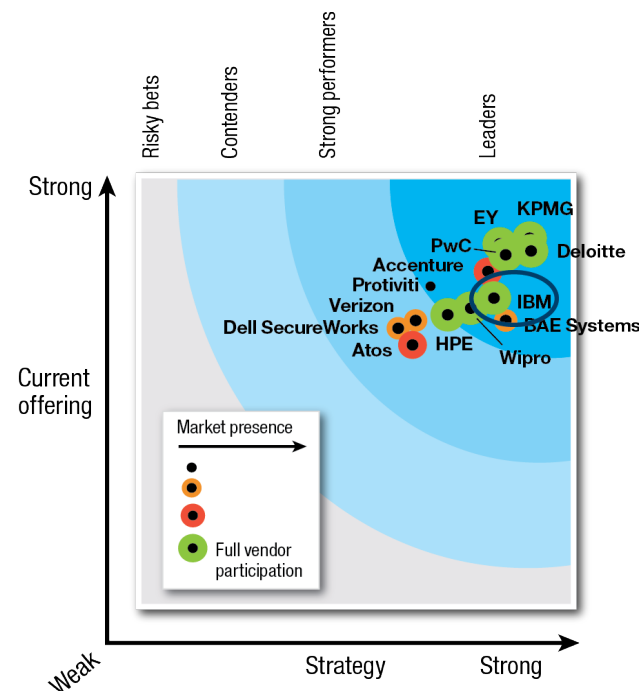 Risky bets
Contenders
Strong performers
Leaders
Strong
KPMG
EY
PwC
Deloitte
Accenture
Protiviti
Verizon
IBM
Dell SecureWorks
BAE Systems
Atos
HPE
Wipro
Current
offering
Market presence
Full vendor
participation
Weak
Strategy
Strong